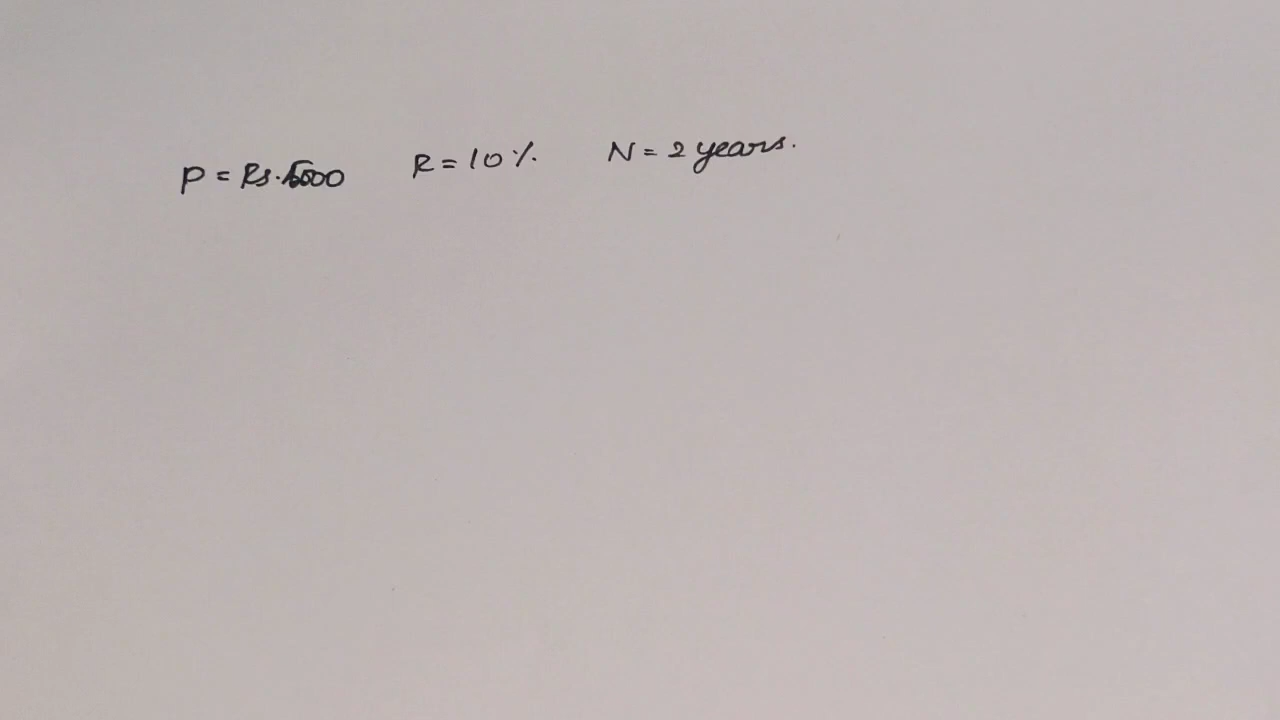 P = Rs. R = 10% N = 2 years.